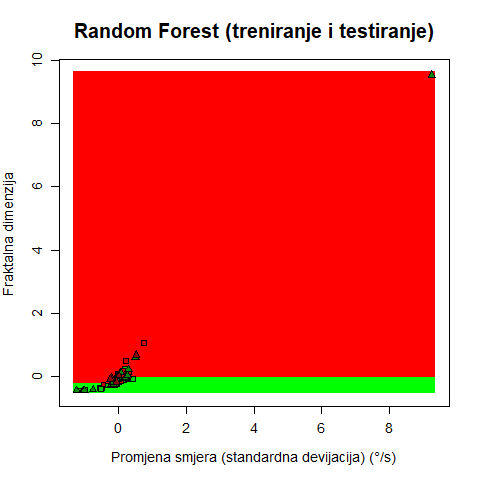 Random Forest (treniranje i testiranje)
Fraktalna dimenzija
10
8
6
4
2
0
0 2 4 6 8
Promjena smjera (standardna devijacija) (°/s)